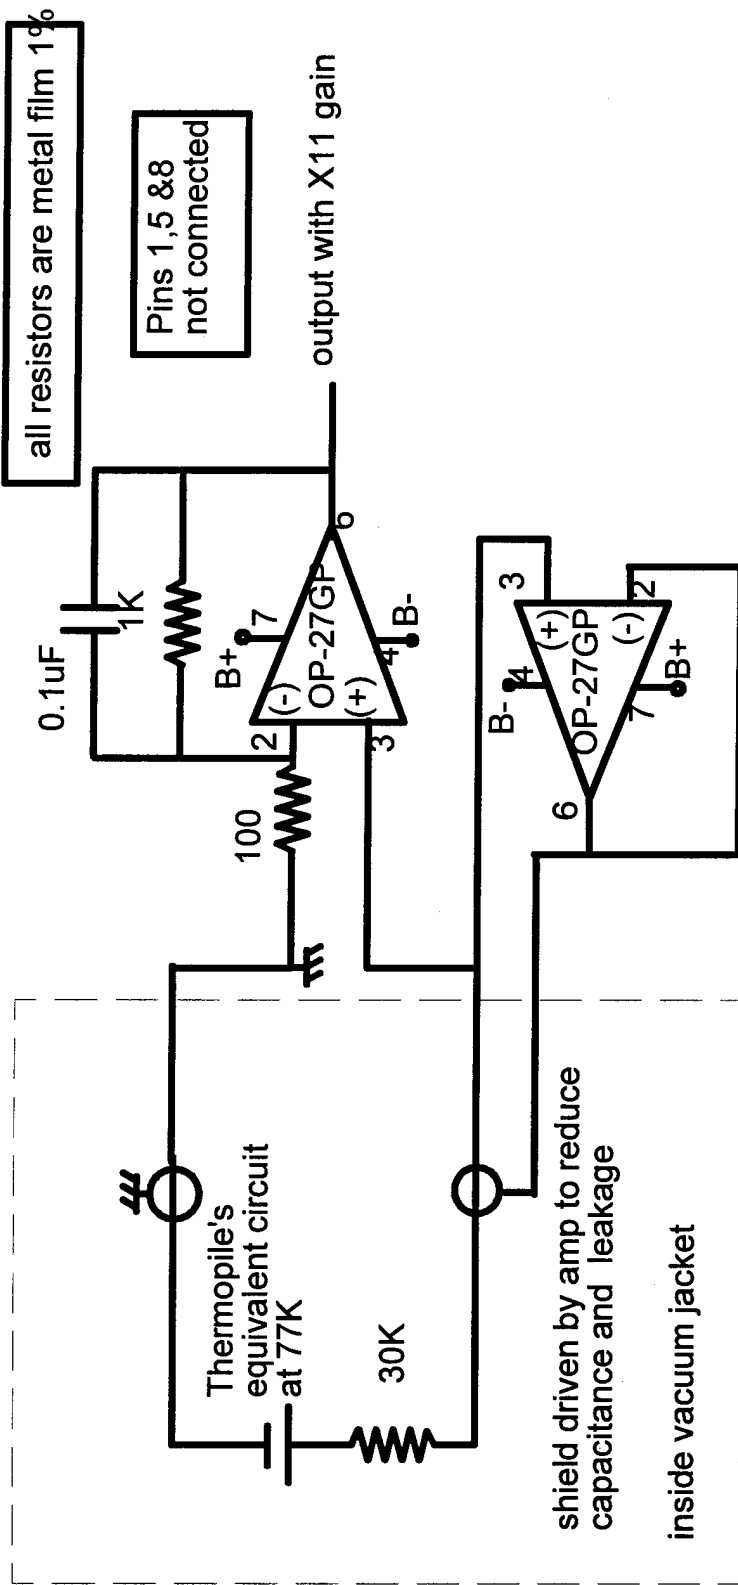 all resistors are metal film 1%
Pins 1,5 &8
not connected
0.1uF
1K
output with X11 gain
B+
7
6
2
(-)
OP-27GP
(+)
3
4
B-
100
Thermopile's
equivalent circuit
at 77K
30K
3
2
B-
4
(+)
OP-27GP
(-)
6
7
B+
shield driven by amp to reduce
capacitance and leakage
inside vacuum jacket